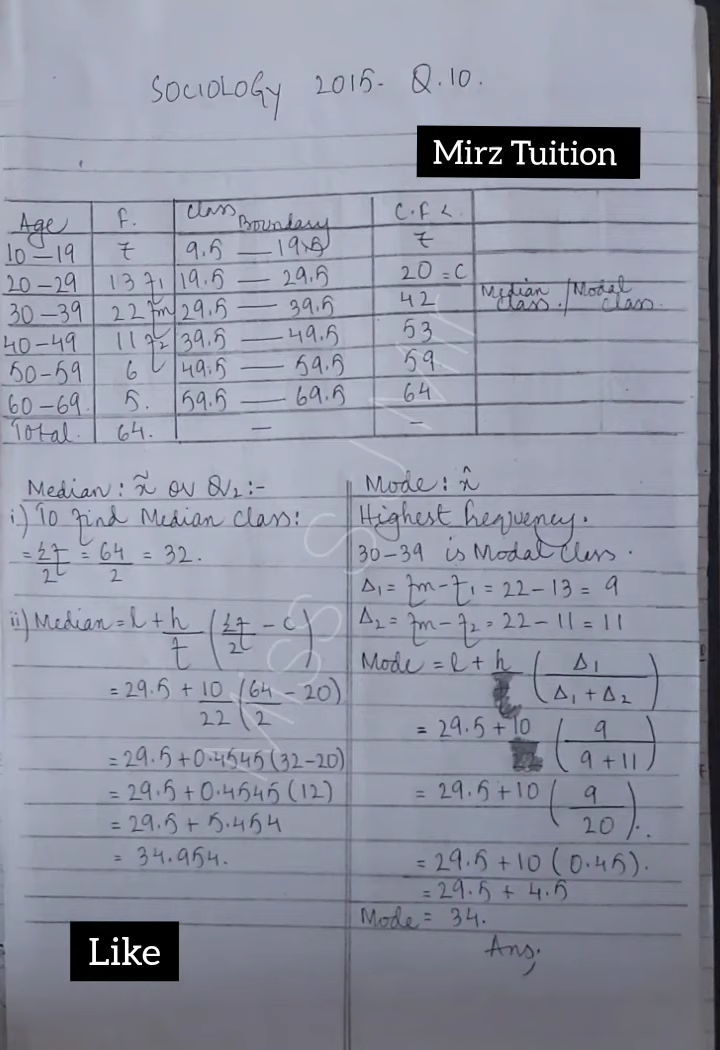 SOCIOLOGY 2015. Q.10.
Mirz Tuition
Age F. Class Boundary C.F <
10-19 7 9.5 — 19.5 7
20-29 13 f1 19.5 — 29.5 20 = C
30-39 22 fm 29.5 — 39.5 42 Median Class. / Modal Class.
40-49 11 f2 39.5 — 49.5 53
50-59 6 49.5 — 59.5 59
60-69 5. 59.5 — 69.5 64
Total. 64. — —
Median : x̃ or Q2 :-
i) To find Median Class:
= Σf/2 = 64/2 = 32.
ii) Median = l + h/f (Σf/2 - C)
= 29.5 + 10/22 (64/2 - 20)
= 29.5 + 0.4545 (32-20)
= 29.5 + 0.4545 (12)
= 29.5 + 5.454
= 34.954.
Mode : x̂
Highest frequency.
30-39 is Modal Class.
Δ1 = fm - f1 = 22 - 13 = 9
Δ2 = fm - f2 = 22 - 11 = 11
Mode = l + h (Δ1/(Δ1 + Δ2))
= 29.5 + 10 (9/(9 + 11))
= 29.5 + 10 (9/20).
= 29.5 + 10 (0.45).
= 29.5 + 4.5
Mode = 34.
Ans,
Miss S
Like